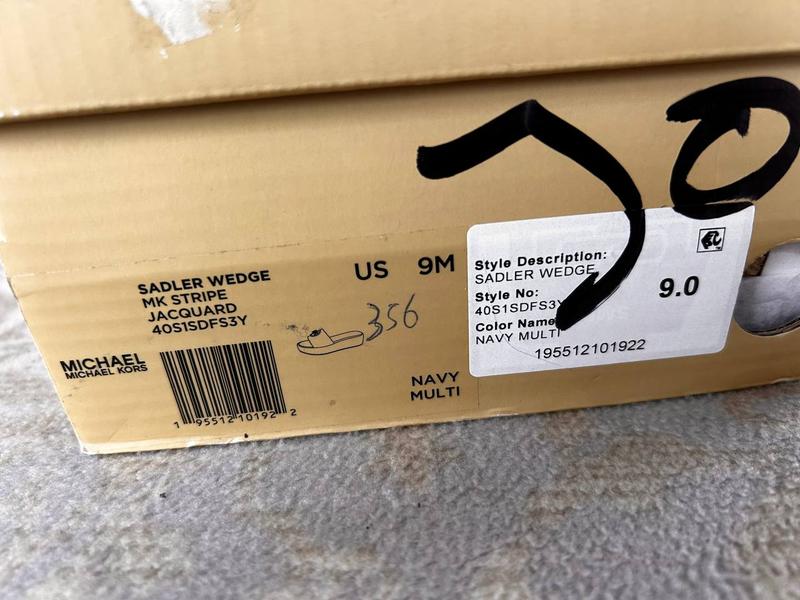 SADLER WEDGE
MK STRIPE
JACQUARD
40S1SDFS3Y
US 9M
356
MICHAEL
MICHAEL KORS
1 95512 10192 2
NAVY
MULTI
Style Description:
SADLER WEDGE
Style No:
40S1SDFS3Y
Color Name
NAVY MULTI
9.0
195512101922
70